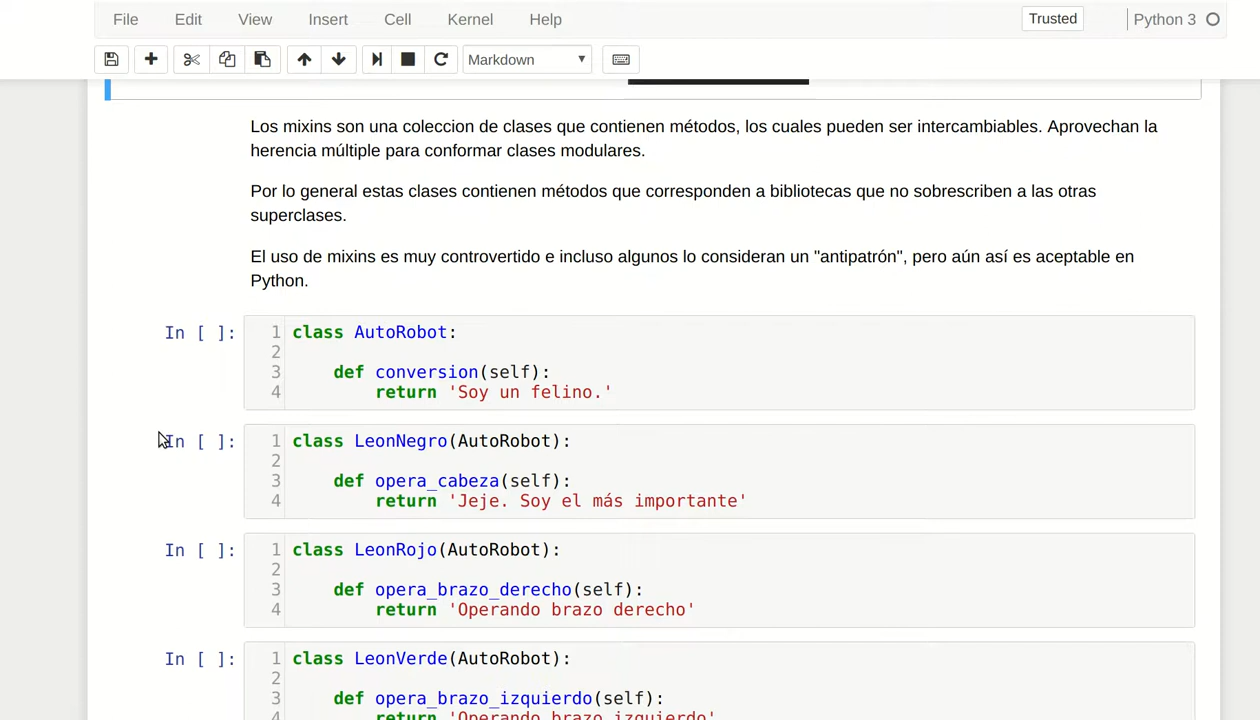 File Edit View Insert Cell Kernel Help Trusted Python 3
Markdown
Los mixins son una coleccion de clases que contienen métodos, los cuales pueden ser intercambiables. Aprovechan la
herencia múltiple para conformar clases modulares.
Por lo general estas clases contienen métodos que corresponden a bibliotecas que no sobrescriben a las otras
superclases.
El uso de mixins es muy controvertido e incluso algunos lo consideran un "antipatrón", pero aún así es aceptable en
Python.
In [ ]: 1 class AutoRobot:
2
3 def conversion(self):
4 return 'Soy un felino.'
In [ ]: 1 class LeonNegro(AutoRobot):
2
3 def opera_cabeza(self):
4 return 'Jeje. Soy el más importante'
In [ ]: 1 class LeonRojo(AutoRobot):
2
3 def opera_brazo_derecho(self):
4 return 'Operando brazo derecho'
In [ ]: 1 class LeonVerde(AutoRobot):
2
3 def opera_brazo_izquierdo(self):
4 return 'Operando brazo izquierdo'